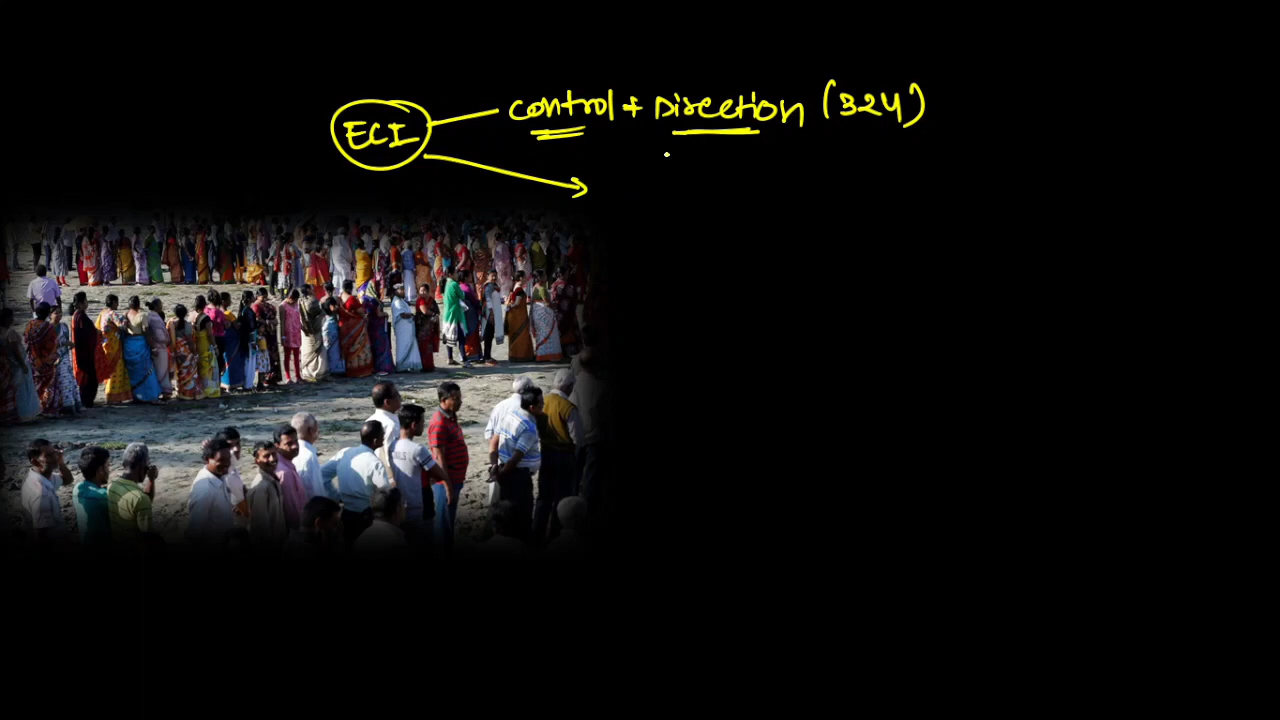 ECI
control + Direction (324)